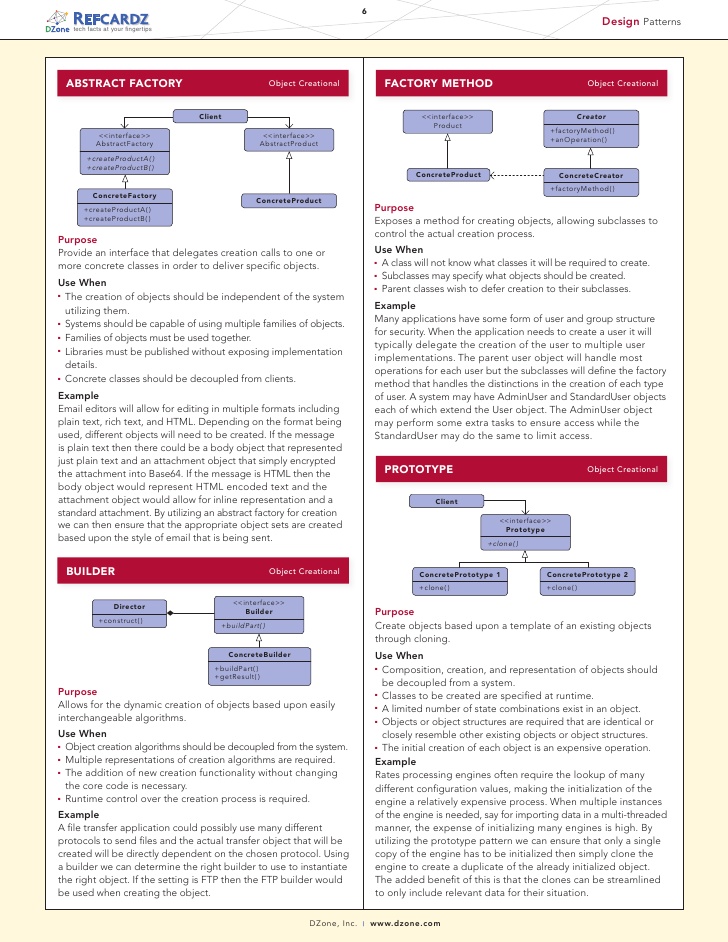 DZone
REFCARDZ
tech facts at your fingertips
6
Design Patterns
ABSTRACT FACTORY
Object Creational
Client
<<interface>>
AbstractFactory
+createProductA()
+createProductB()
<<interface>>
AbstractProduct
ConcreteFactory
+createProductA()
+createProductB()
ConcreteProduct
Purpose
Provide an interface that delegates creation calls to one or
more concrete classes in order to deliver specific objects.
Use When
• The creation of objects should be independent of the system
utilizing them.
• Systems should be capable of using multiple families of objects.
• Families of objects must be used together.
• Libraries must be published without exposing implementation
details.
• Concrete classes should be decoupled from clients.
Example
Email editors will allow for editing in multiple formats including
plain text, rich text, and HTML. Depending on the format being
used, different objects will need to be created. If the message
is plain text then there could be a body object that represented
just plain text and an attachment object that simply encrypted
the attachment into Base64. If the message is HTML then the
body object would represent HTML encoded text and the
attachment object would allow for inline representation and a
standard attachment. By utilizing an abstract factory for creation
we can then ensure that the appropriate object sets are created
based upon the style of email that is being sent.
BUILDER
Object Creational
Director
+construct()
<<interface>>
Builder
+buildPart()
ConcreteBuilder
+buildPart()
+getResult()
Purpose
Allows for the dynamic creation of objects based upon easily
interchangeable algorithms.
Use When
• Object creation algorithms should be decoupled from the system.
• Multiple representations of creation algorithms are required.
• The addition of new creation functionality without changing
the core code is necessary.
• Runtime control over the creation process is required.
Example
A file transfer application could possibly use many different
protocols to send files and the actual transfer object that will be
created will be directly dependent on the chosen protocol. Using
a builder we can determine the right builder to use to instantiate
the right object. If the setting is FTP then the FTP builder would
be used when creating the object.
FACTORY METHOD
Object Creational
<<interface>>
Product
Creator
+factoryMethod()
+anOperation()
ConcreteProduct
ConcreteCreator
+factoryMethod()
Purpose
Exposes a method for creating objects, allowing subclasses to
control the actual creation process.
Use When
• A class will not know what classes it will be required to create.
• Subclasses may specify what objects should be created.
• Parent classes wish to defer creation to their subclasses.
Example
Many applications have some form of user and group structure
for security. When the application needs to create a user it will
typically delegate the creation of the user to multiple user
implementations. The parent user object will handle most
operations for each user but the subclasses will define the factory
method that handles the distinctions in the creation of each type
of user. A system may have AdminUser and StandardUser objects
each of which extend the User object. The AdminUser object
may perform some extra tasks to ensure access while the
StandardUser may do the same to limit access.
PROTOTYPE
Object Creational
Client
<<interface>>
Prototype
+clone()
ConcretePrototype 1
+clone()
ConcretePrototype 2
+clone()
Purpose
Create objects based upon a template of an existing objects
through cloning.
Use When
• Composition, creation, and representation of objects should
be decoupled from a system.
• Classes to be created are specified at runtime.
• A limited number of state combinations exist in an object.
• Objects or object structures are required that are identical or
closely resemble other existing objects or object structures.
• The initial creation of each object is an expensive operation.
Example
Rates processing engines often require the lookup of many
different configuration values, making the initialization of the
engine a relatively expensive process. When multiple instances
of the engine is needed, say for importing data in a multi-threaded
manner, the expense of initializing many engines is high. By
utilizing the prototype pattern we can ensure that only a single
copy of the engine has to be initialized then simply clone the
engine to create a duplicate of the already initialized object.
The added benefit of this is that the clones can be streamlined
to only include relevant data for their situation.
DZone, Inc. | www.dzone.com